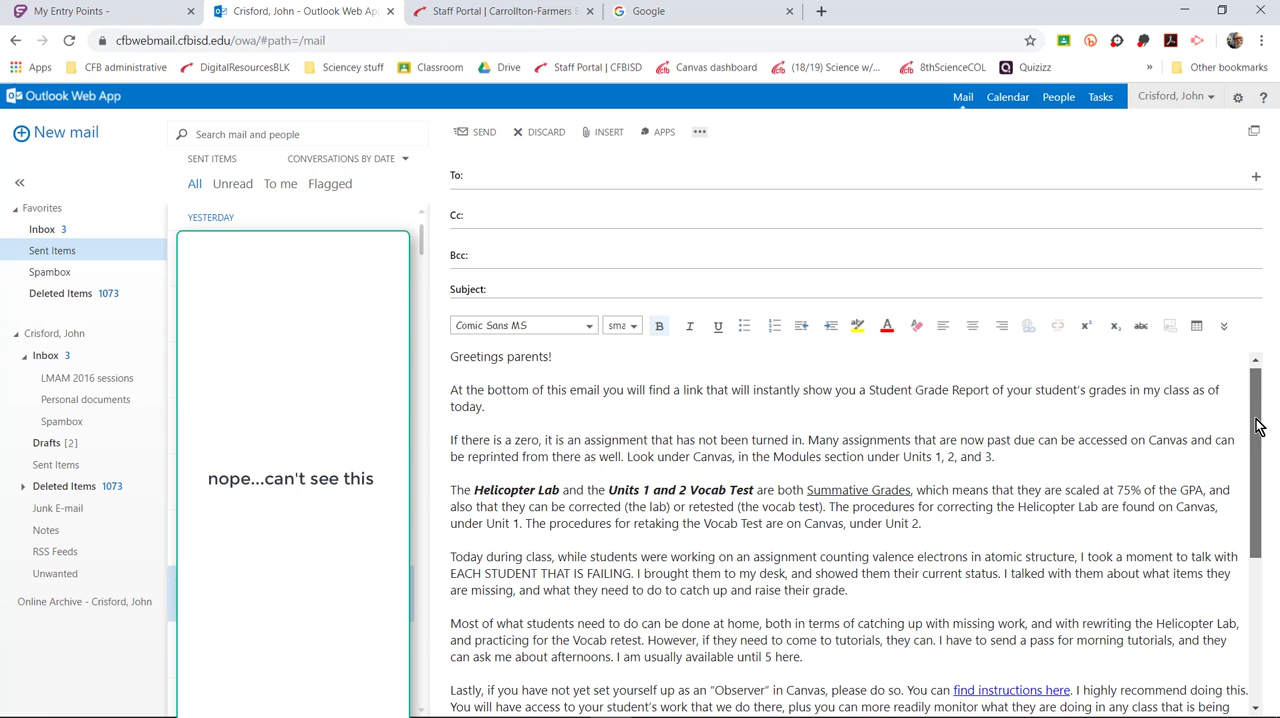 My Entry Points -
Crisford, John - Outlook Web App
Staff Portal | Carrollton-Farmers B
Google
cfbwebmail.cfbisd.edu/owa/#path=/mail
Apps
CFB administrative
DigitalResourcesBLK
Sciencey stuff
Classroom
Drive
Staff Portal | CFBISD
Canvas dashboard
(18/19) Science w/...
8thScienceCOL
Quizizz
»
Other bookmarks
Outlook Web App
Mail
Calendar
People
Tasks
Crisford, John
?
New mail
Search mail and people
SEND
DISCARD
INSERT
APPS
•••
SENT ITEMS
CONVERSATIONS BY DATE
All
Unread
To me
Flagged
YESTERDAY
nope...can't see this
Favorites
Inbox 3
Sent Items
Spambox
Deleted Items 1073
Crisford, John
Inbox 3
LMAM 2016 sessions
Personal documents
Spambox
Drafts [2]
Sent Items
Deleted Items 1073
Junk E-mail
Notes
RSS Feeds
Unwanted
Online Archive - Crisford, John
To:
Cc:
Bcc:
Subject:
Comic Sans MS
sma
B
I
U
A
x²
x₂
abc
Greetings parents!
At the bottom of this email you will find a link that will instantly show you a Student Grade Report of your student's grades in my class as of
today.
If there is a zero, it is an assignment that has not been turned in. Many assignments that are now past due can be accessed on Canvas and can
be reprinted from there as well. Look under Canvas, in the Modules section under Units 1, 2, and 3.
The Helicopter Lab and the Units 1 and 2 Vocab Test are both Summative Grades, which means that they are scaled at 75% of the GPA, and
also that they can be corrected (the lab) or retested (the vocab test). The procedures for correcting the Helicopter Lab are found on Canvas,
under Unit 1. The procedures for retaking the Vocab Test are on Canvas, under Unit 2.
Today during class, while students were working on an assignment counting valence electrons in atomic structure, I took a moment to talk with
EACH STUDENT THAT IS FAILING. I brought them to my desk, and showed them their current status. I talked with them about what items they
are missing, and what they need to do to catch up and raise their grade.
Most of what students need to do can be done at home, both in terms of catching up with missing work, and with rewriting the Helicopter Lab,
and practicing for the Vocab retest. However, if they need to come to tutorials, they can. I have to send a pass for morning tutorials, and they
can ask me about afternoons. I am usually available until 5 here.
Lastly, if you have not yet set yourself up as an "Observer" in Canvas, please do so. You can find instructions here. I highly recommend doing this.
You will have access to your student's work that we do there, plus you can more readily monitor what they are doing in any class that is being